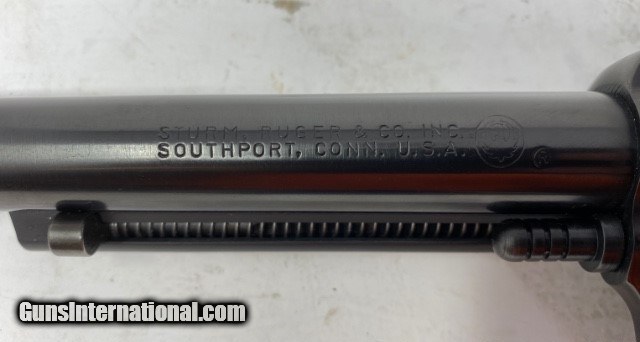 STURM, RUGER & CO. INC.
SOUTHPORT, CONN. U.S.A. ®
GunsInternational.com